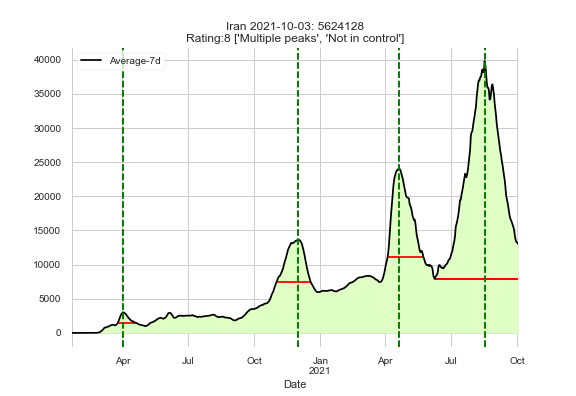 Iran 2021-10-03: 5624128
Rating:8 ['Multiple peaks', 'Not in control']
Average-7d
40000
35000
30000
25000
20000
15000
10000
5000
0
Apr Jul Oct Jan Apr Jul Oct
2021
Date